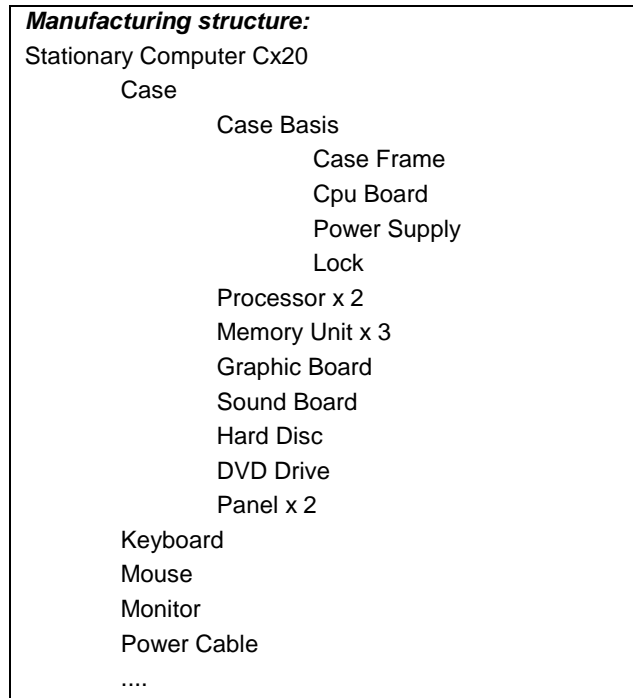 Manufacturing structure:
Stationary Computer Cx20
Case
Case Basis
Case Frame
Cpu Board
Power Supply
Lock
Processor x 2
Memory Unit x 3
Graphic Board
Sound Board
Hard Disc
DVD Drive
Panel x 2
Keyboard
Mouse
Monitor
Power Cable
....